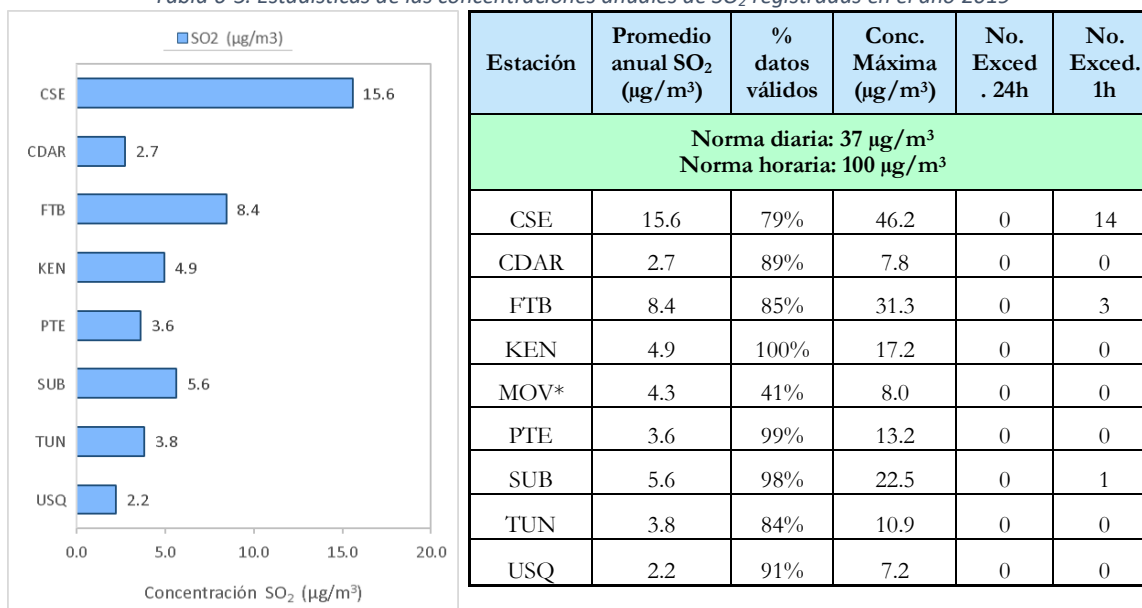 Tabla 6-3. Estadísticas de las concentraciones anuales de SO2 registradas en el año 2019
SO2 (µg/m3)
CSE 15.6
CDAR 2.7
FTB 8.4
KEN 4.9
PTE 3.6
SUB 5.6
TUN 3.8
USQ 2.2
0.0 5.0 10.0 15.0 20.0
Concentración SO2 (µg/m3)
Estación Promedio anual SO2 (µg/m³) % datos válidos Conc. Máxima (µg/m³) No. Exced . 24h No. Exced. 1h
Norma diaria: 37 µg/m³
Norma horaria: 100 µg/m³
CSE 15.6 79% 46.2 0 14
CDAR 2.7 89% 7.8 0 0
FTB 8.4 85% 31.3 0 3
KEN 4.9 100% 17.2 0 0
MOV* 4.3 41% 8.0 0 0
PTE 3.6 99% 13.2 0 0
SUB 5.6 98% 22.5 0 1
TUN 3.8 84% 10.9 0 0
USQ 2.2 91% 7.2 0 0